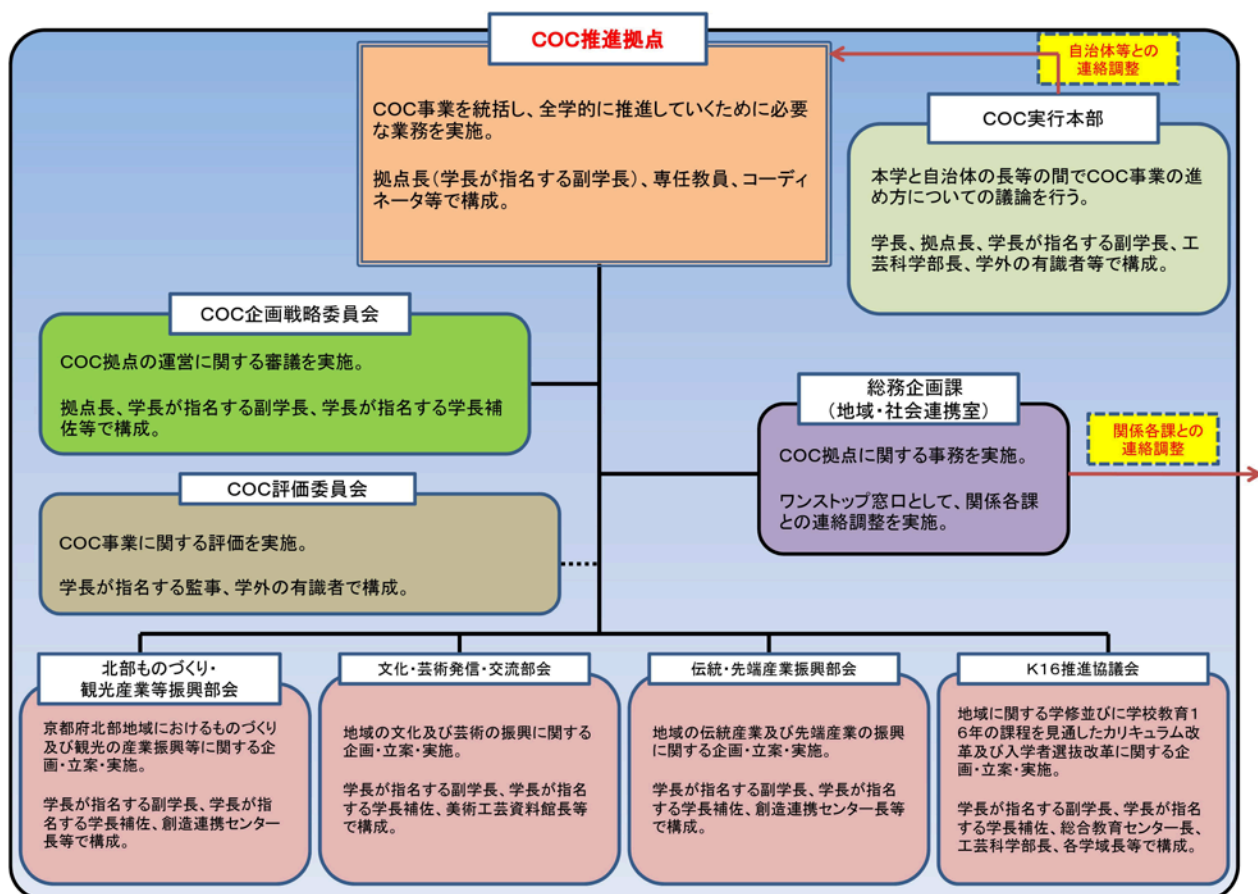 COC推進拠点
COC事業を統括し、全学的に推進していくために必要
な業務を実施。
拠点長(学長が指名する副学長)、専任教員、コーディ
ネータ等で構成。
自治体等との
連絡調整
COC実行本部
本学と自治体の長等の間でCOC事業の進
め方についての議論を行う。
学長、拠点長、学長が指名する副学長、工
芸科学部長、学外の有識者等で構成。
COC企画戦略委員会
COC拠点の運営に関する審議を実施。
拠点長、学長が指名する副学長、学長が指名する学長補
佐等で構成。
総務企画課
(地域・社会連携室)
COC拠点に関する事務を実施。
ワンストップ窓口として、関係各課
との連絡調整を実施。
関係各課との
連絡調整
COC評価委員会
COC事業に関する評価を実施。
学長が指名する監事、学外の有識者で構成。
北部ものづくり・
観光産業等振興部会
京都府北部地域におけるものづくり
及び観光の産業振興等に関する企
画・立案・実施。
学長が指名する副学長、学長が指
名する学長補佐、創造連携センター
長等で構成。
文化・芸術発信・交流部会
地域の文化及び芸術の振興に関する
企画・立案・実施。
学長が指名する副学長、学長が指名
する学長補佐、美術工芸資料館長等
で構成。
伝統・先端産業振興部会
地域の伝統産業及び先端産業の振興
に関する企画・立案・実施。
学長が指名する副学長、学長が指名
する学長補佐、創造連携センター長等
で構成。
K16推進協議会
地域に関する学修並びに学校教育1
6年の課程を見通したカリキュラム改
革及び入学者選抜改革に関する企
画・立案・実施。
学長が指名する副学長、学長が指名
する学長補佐、総合教育センター長、
工芸科学部長、各学域長等で構成。